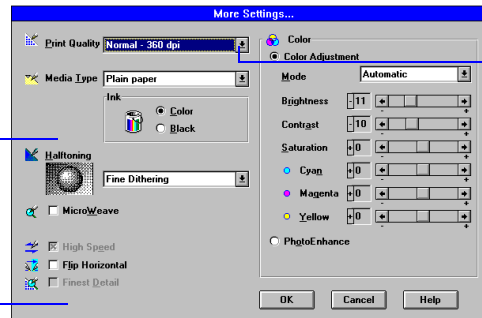 More Settings...
Print Quality
Normal - 360 dpi
Media Type
Plain paper
Ink
Color
Black
Halftoning
Fine Dithering
MicroWeave
High Speed
Flip Horizontal
Finest Detail
Color
Color Adjustment
Mode
Automatic
Brightness
-11
- +
Contrast
-10
- +
Saturation
+0
- +
Cyan
+0
- +
Magenta
+0
- +
Yellow
+0
- +
PhotoEnhance
OK
Cancel
Help